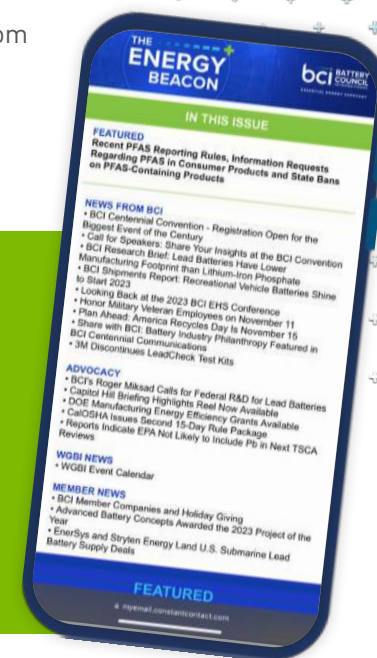 om
THE
ENERGY
BEACON
bci BATTERY
COUNCIL
IN THIS ISSUE
FEATURED
Recent PFAS Reporting Rules, Information Requests
Regarding PFAS in Consumer Products and State Bans
on PFAS-Containing Products
NEWS FROM BCI
• BCI Centennial Convention - Registration Open for the
Biggest Event of the Century
• Call for Speakers: Share Your Insights at the BCI Convention
• BCI Research Brief: Lead Batteries Have Lower
Manufacturing Footprint than Lithium-Iron Phosphate
• BCI Shipments Report: Recreational Vehicle Batteries Shine
to Start 2023
• Looking Back at the 2023 BCI EHS Conference
• Honor Military Veteran Employees on November 11
• Plan Ahead: America Recycles Day Is November 15
• Share with BCI: Battery Industry Philanthropy Featured in
BCI Centennial Communications
• 3M Discontinues LeadCheck Test Kits
ADVOCACY
• BCI's Roger Miksad Calls for Federal R&D for Lead Batteries
• Capitol Hill Briefing Highlights Reel Now Available
• DOE Manufacturing Energy Efficiency Grants Available
• CalOSHA Issues Second 15-Day Rule Package
• Reports Indicate EPA Not Likely to Include Pb in Next TSCA
Reviews
WGBI NEWS
• WGBI Event Calendar
MEMBER NEWS
• BCI Member Companies and Holiday Giving
• Advanced Battery Concepts Awarded the 2023 Project of the
Year
• EnerSys and Stryten Energy Land U.S. Submarine Lead
Battery Supply Deals
FEATURED
myemail.constantcontact.com